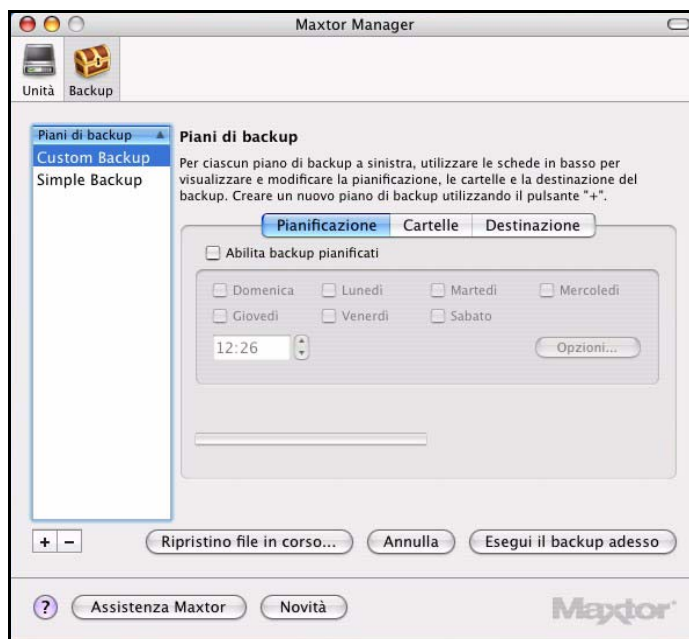 Maxtor Manager
Unità
Backup
Piani di backup
Custom Backup
Simple Backup
Piani di backup
Per ciascun piano di backup a sinistra, utilizzare le schede in basso per
visualizzare e modificare la pianificazione, le cartelle e la destinazione del
backup. Creare un nuovo piano di backup utilizzando il pulsante "+".
Pianificazione
Cartelle
Destinazione
Abilita backup pianificati
Domenica
Lunedì
Martedì
Mercoledì
Giovedì
Venerdì
Sabato
12:26
Opzioni...
+
−
Ripristino file in corso...
Annulla
Esegui il backup adesso
?
Assistenza Maxtor
Novità
Maxtor